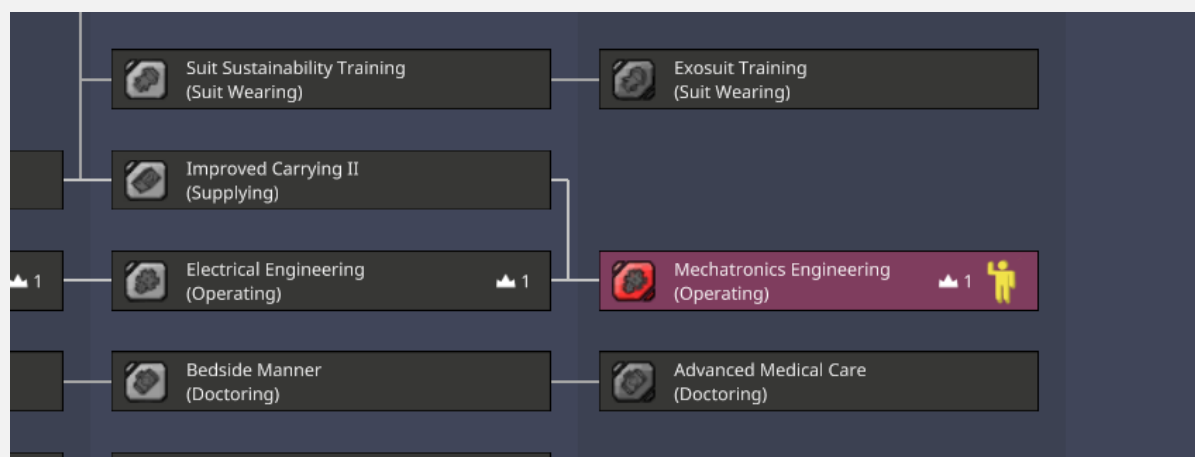 Suit Sustainability Training
(Suit Wearing)
Exosuit Training
(Suit Wearing)
Improved Carrying II
(Supplying)
1
Electrical Engineering
(Operating)
1
Mechatronics Engineering
(Operating)
1
Bedside Manner
(Doctoring)
Advanced Medical Care
(Doctoring)